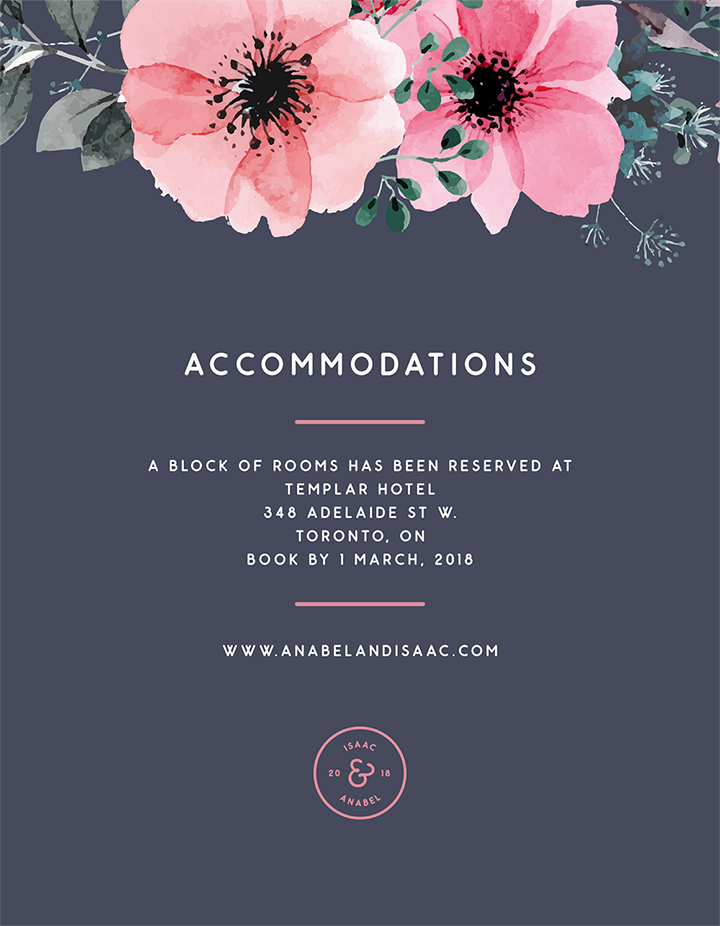 ACCOMMODATIONS
A BLOCK OF ROOMS HAS BEEN RESERVED AT
TEMPLAR HOTEL
348 ADELAIDE ST W.
TORONTO, ON
BOOK BY 1 MARCH, 2018
WWW.ANABELANDISAAC.COM
ISAAC
20 & 18
ANABEL